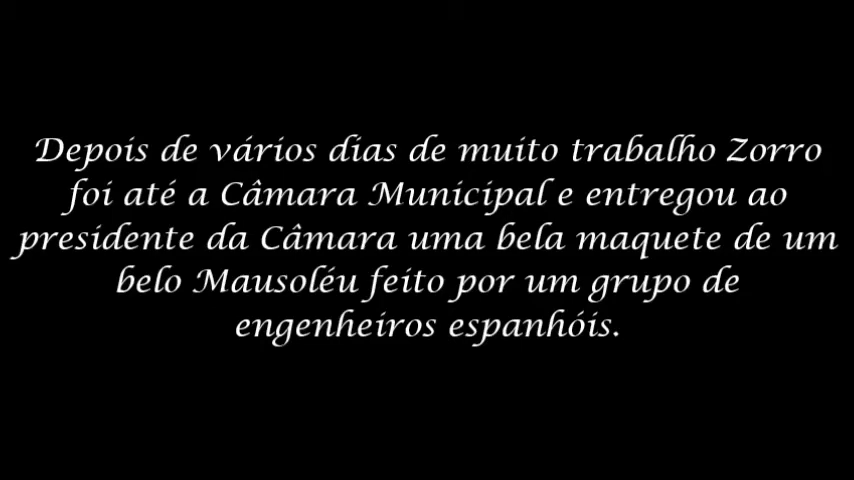 Depois de vários dias de muito trabalho Zorro
foi até a Câmara Municipal e entregou ao
presidente da Câmara uma bela maquete de um
belo Mausoléu feito por um grupo de
engenheiros espanhóis.